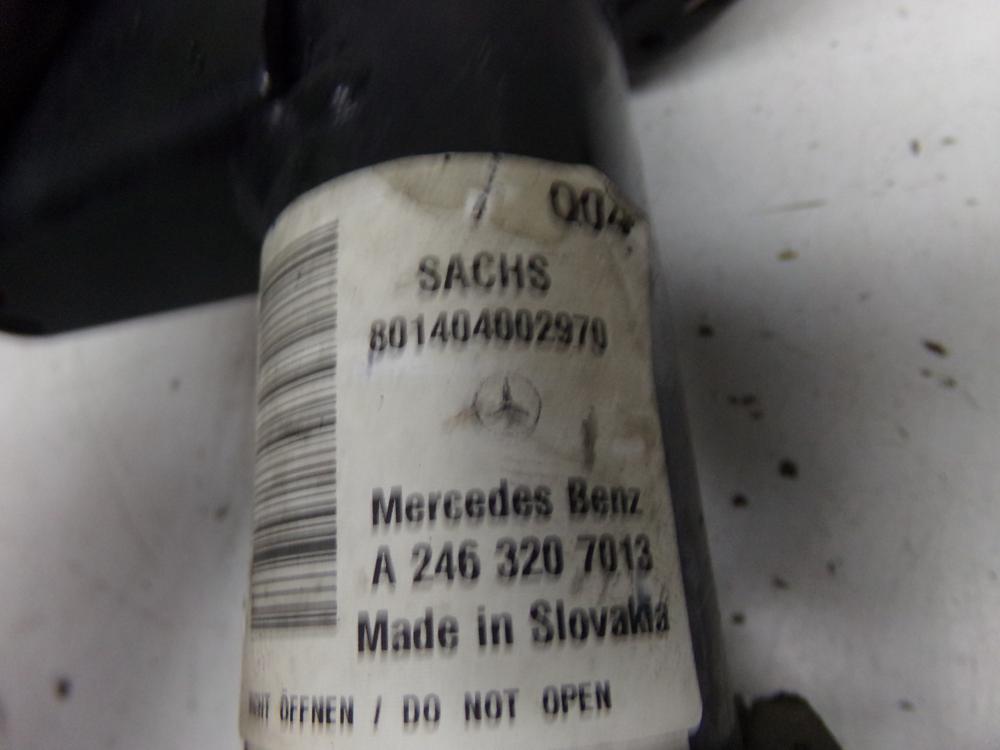 004
SACHS
801404002970
Mercedes Benz
A 246 320 7013
Made in Slovakia
ÖFFNEN / DO NOT OPEN